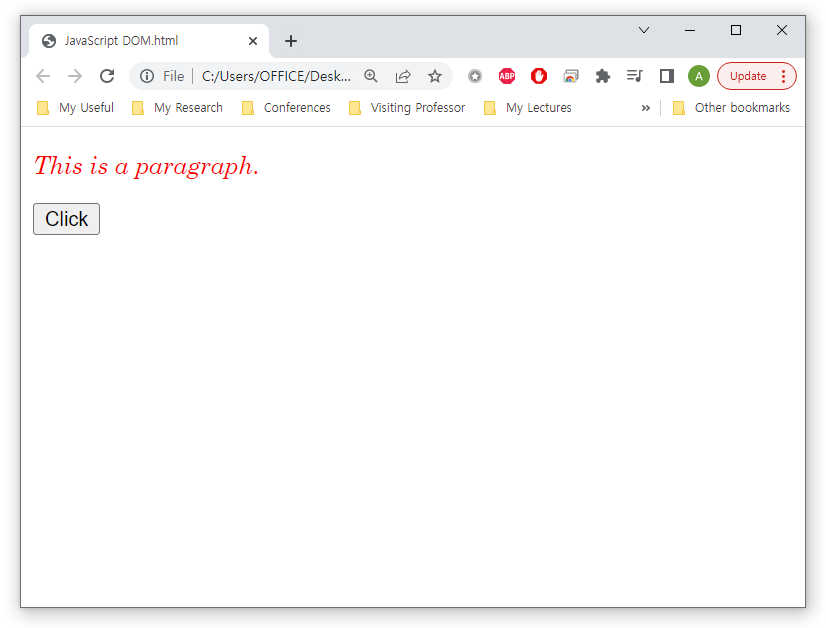 JavaScript DOM.html
File C:/Users/OFFICE/Desk... ABP A Update
My Useful My Research Conferences Visiting Professor My Lectures » Other bookmarks
This is a paragraph.
Click